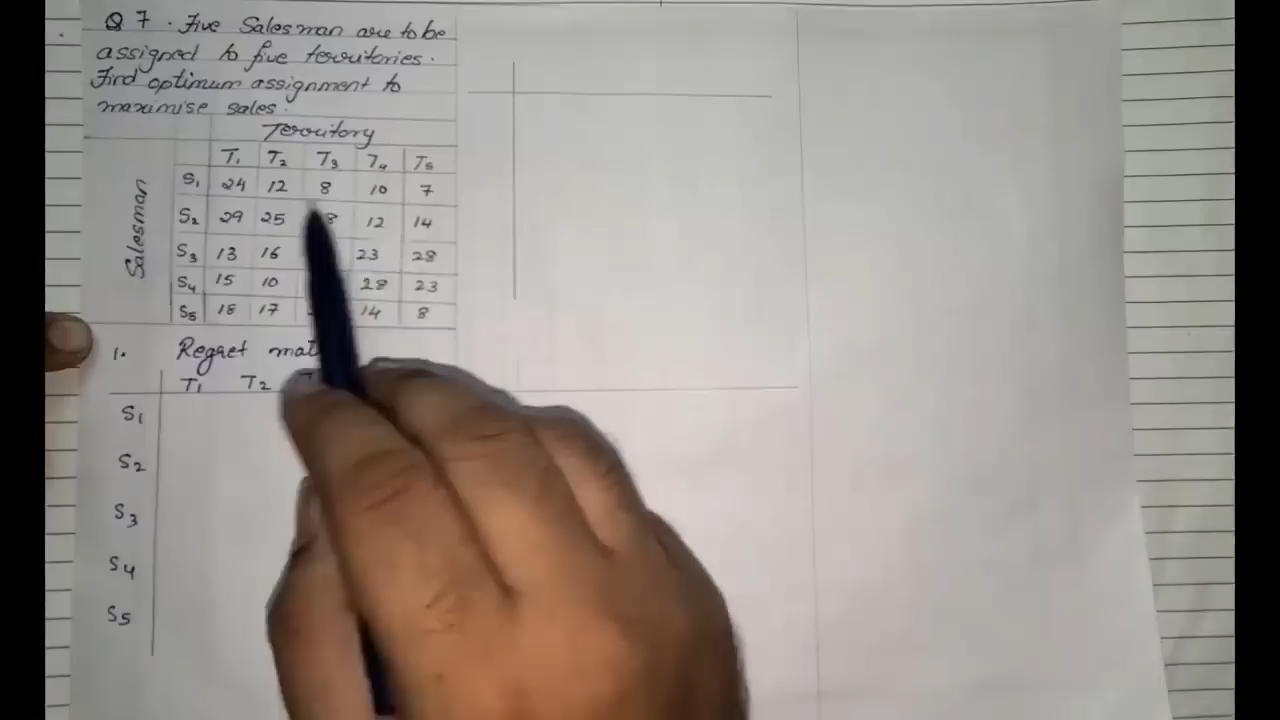 Q 7. Five Salesman are to be
assigned to five territories.
Find optimum assignment to
maximise sales.
Territory
T1 T2 T3 T4 T5
Salesman
S1 24 12 8 10 7
S2 29 25 12 14
S3 13 16 23 28
S4 15 10 28 23
S5 18 17 14 8
1. Regret
T1 T2
S1
S2
S3
S4
S5